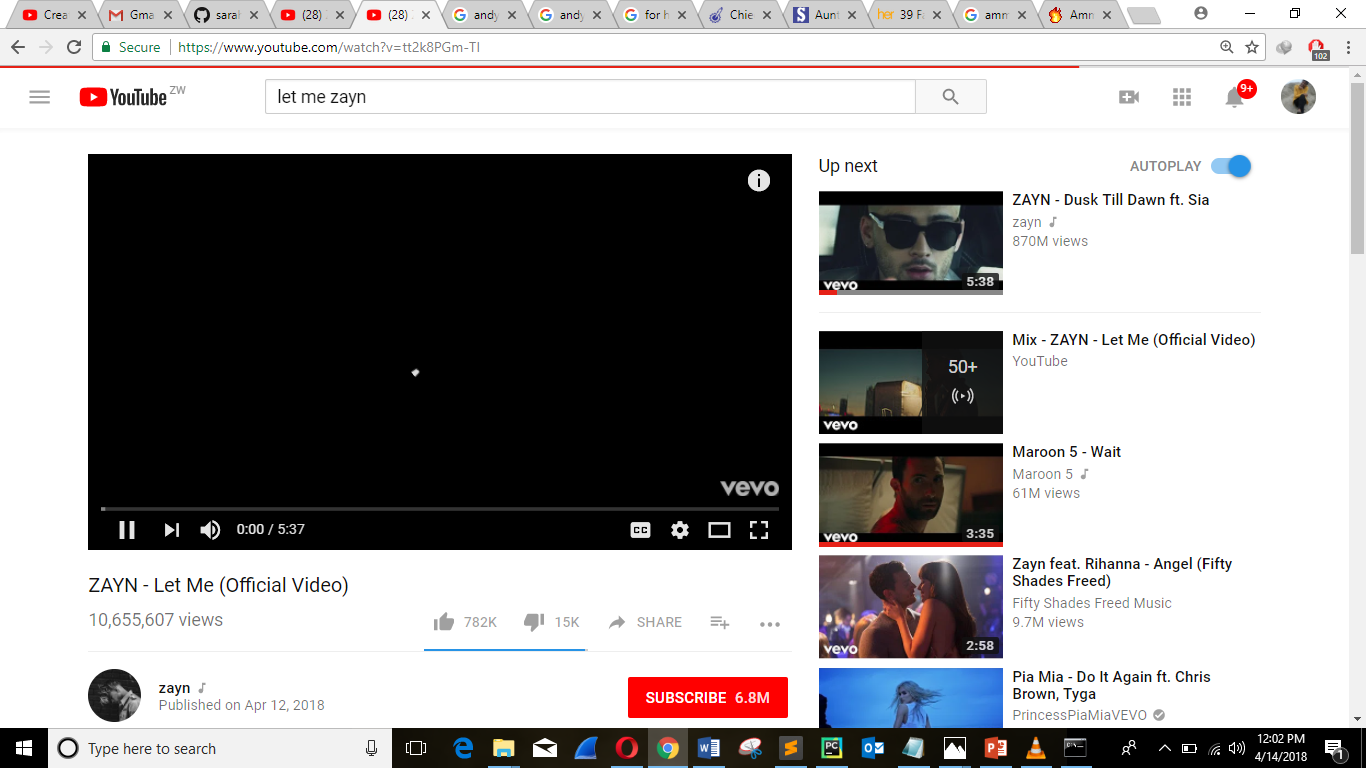 Crea
Gma
sarah
(28)
(28)
andy
andy
for h
Chie
Aunt
39 Fa
amm
Amn
Secure
https://www.youtube.com/watch?v=tt2k8PGm-TI
102
YouTube ZW
let me zayn
9+
vevo
0:00 / 5:37
CC
ZAYN - Let Me (Official Video)
10,655,607 views
782K
15K
SHARE
zayn
Published on Apr 12, 2018
SUBSCRIBE 6.8M
Up next
AUTOPLAY
vevo
5:38
ZAYN - Dusk Till Dawn ft. Sia
zayn
870M views
50+
vevo
Mix - ZAYN - Let Me (Official Video)
YouTube
vevo
3:35
Maroon 5 - Wait
Maroon 5
61M views
vevo
2:58
Zayn feat. Rihanna - Angel (Fifty
Shades Freed)
Fifty Shades Freed Music
9.7M views
Pia Mia - Do It Again ft. Chris
Brown, Tyga
PrincessPiaMiaVEVO
Type here to search
12:02 PM
4/14/2018
1